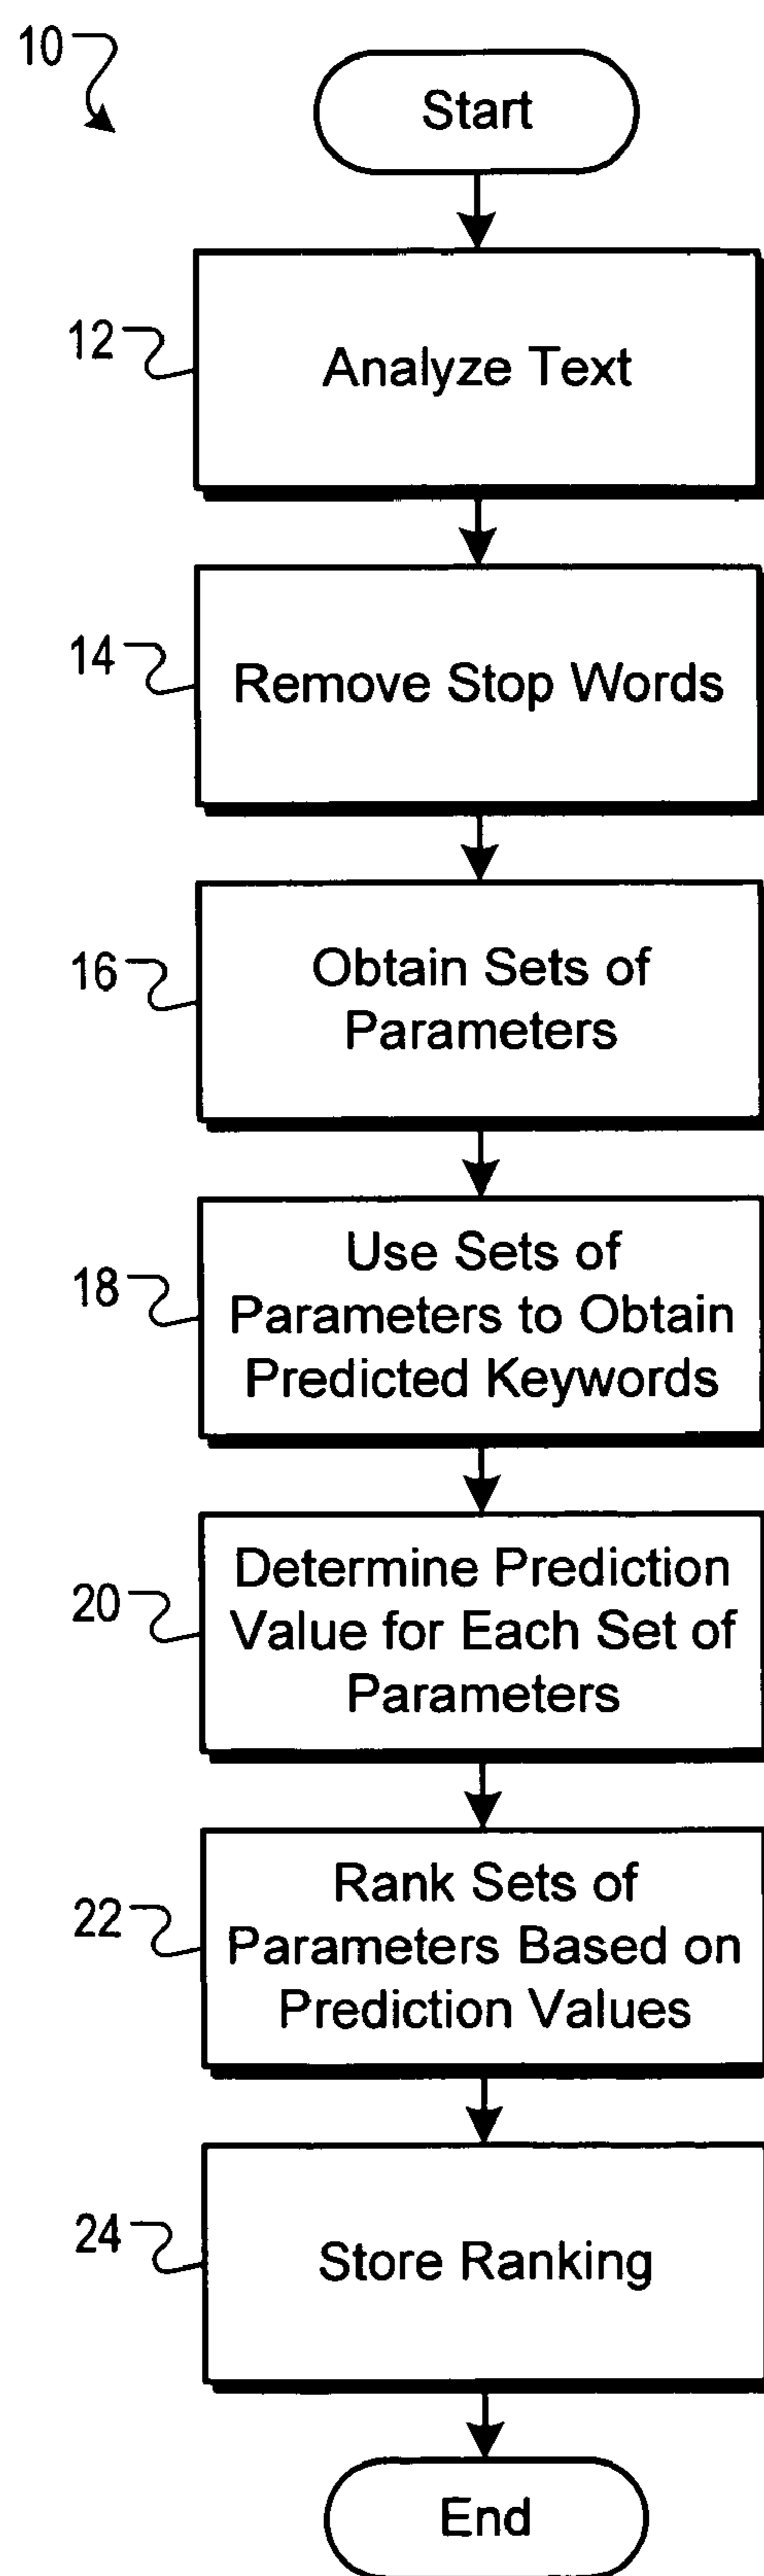 10
Start
12
Analyze Text
14
Remove Stop Words
16
Obtain Sets of
Parameters
18
Use Sets of
Parameters to Obtain
Predicted Keywords
20
Determine Prediction
Value for Each Set of
Parameters
22
Rank Sets of
Parameters Based on
Prediction Values
24
Store Ranking
End